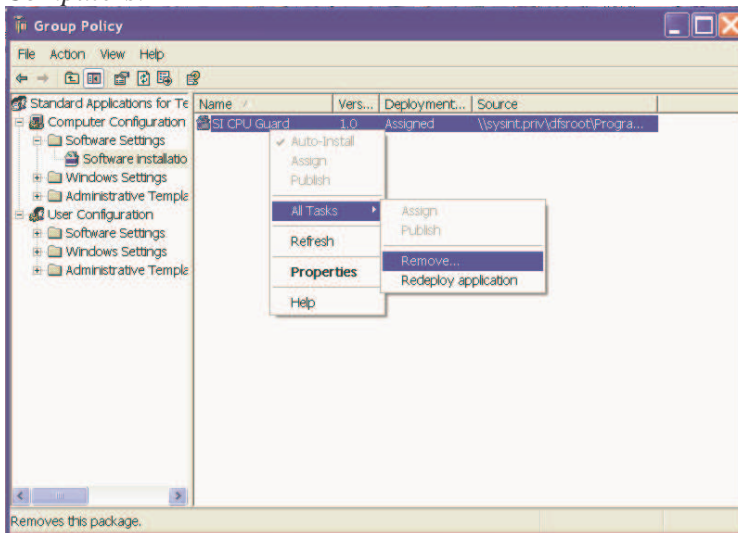 Computers.
Group Policy
File Action View Help
Standard Applications for Te
Name Vers... Deployment... Source
Computer Configuration
SI CPU Guard 1.0 Assigned \\sysint.priv\dfsroot\Progra...
Software Settings
Auto-Install
Software installatio
Assign
Windows Settings
Publish
Administrative Temple
User Configuration
All Tasks
Assign
Software Settings
Publish
Windows Settings
Refresh
Administrative Temple
Remove...
Properties
Redeploy application
Help
Removes this package.